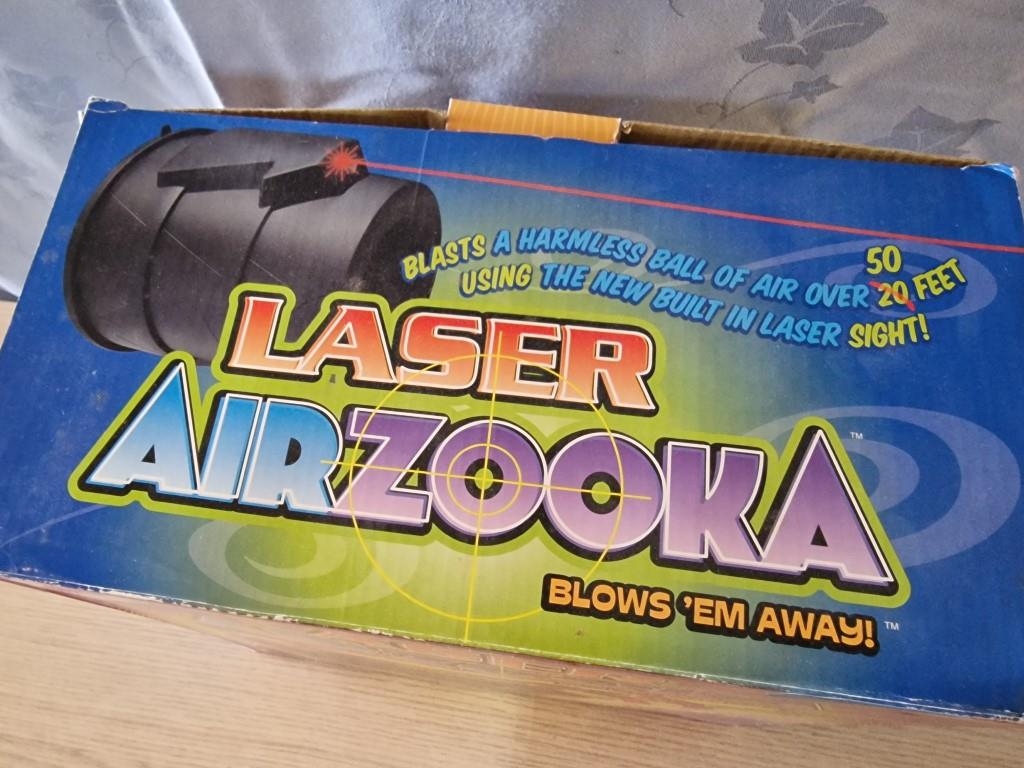 BLASTS A HARMLESS BALL OF AIR OVER 50 20 FEET
USING THE NEW BUILT IN LASER SIGHT!
LASER
AIRZOOKA™
BLOWS 'EM AWAY!™